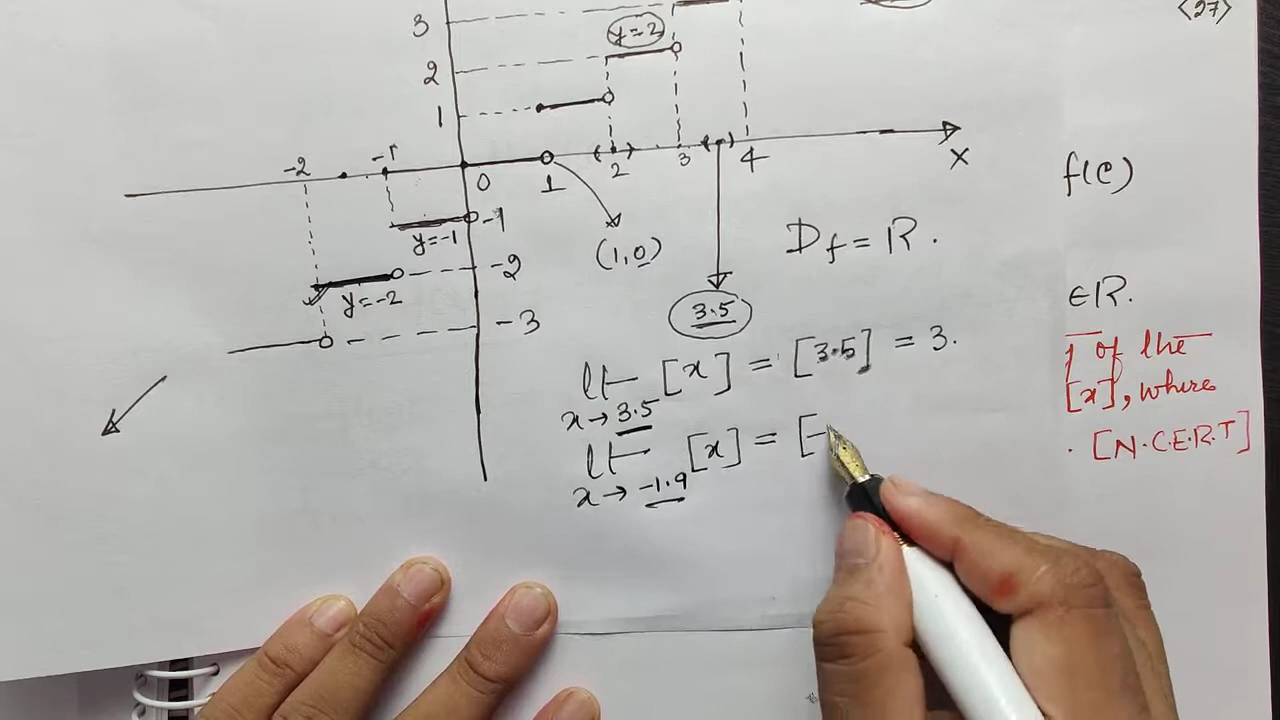 <27>
3
y=2
2
1
-2
-1
0
1
2
3
4
X
f(c)
-1
y=-1
(1,0)
Df = R.
-2
y=-2
∈R.
3.5
-3
of the
lt [x] = [3.5] = 3.
x→3.5
[x], where
lt [x] = [-
x→-1.9
. [N.C.E.R.T]